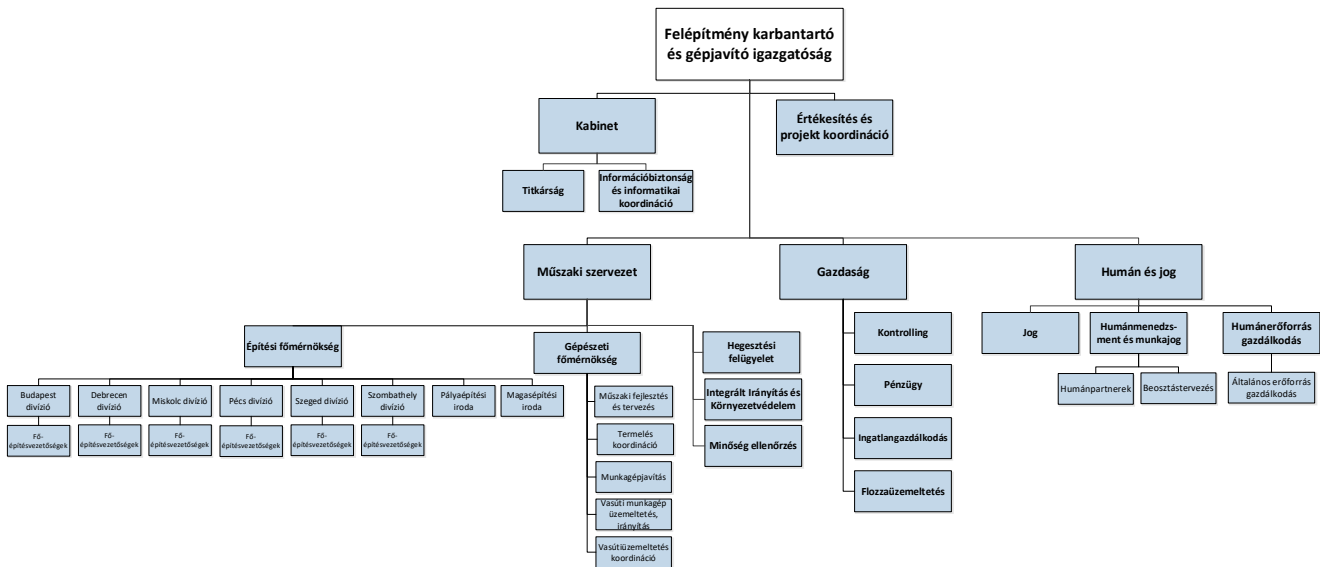 Felépítmény karbantartó
és gépjavító igazgatóság
Kabinet
Értékesítés és
projekt koordináció
Titkárság
Információbiztonság
és informatikai
koordináció
Műszaki szervezet
Gazdaság
Humán és jog
Építési főmérnökség
Gépészeti
főmérnökség
Hegesztési
felügyelet
Integrált Irányítás és
Környezetvédelem
Minőség ellenőrzés
Kontrolling
Pénzügy
Ingatlangazdálkodás
Flozzaüzemeltetés
Jog
Humánmenedzs-
ment és munkajog
Humánerőforrás
gazdálkodás
Humánpartnerek
Beosztástervezés
Általános erőforrás
gazdálkodás
Budapest
divízió
Debrecen
divízió
Miskolc divízió
Pécs divízió
Szeged divízió
Szombathely
divízió
Pályaépítési
iroda
Magasépítési
iroda
Fő-
építésvezetőségek
Fő-
építésvezetőségek
Fő-
építésvezetőségek
Fő-
építésvezetőségek
Fő-
építésvezetőségek
Fő-
építésvezetőségek
Műszaki fejlesztés
és tervezés
Termelés
koordináció
Munkagépjavítás
Vasúti munkagép
üzemeltetés,
irányítás
Vasútiüzemeltetés
koordináció